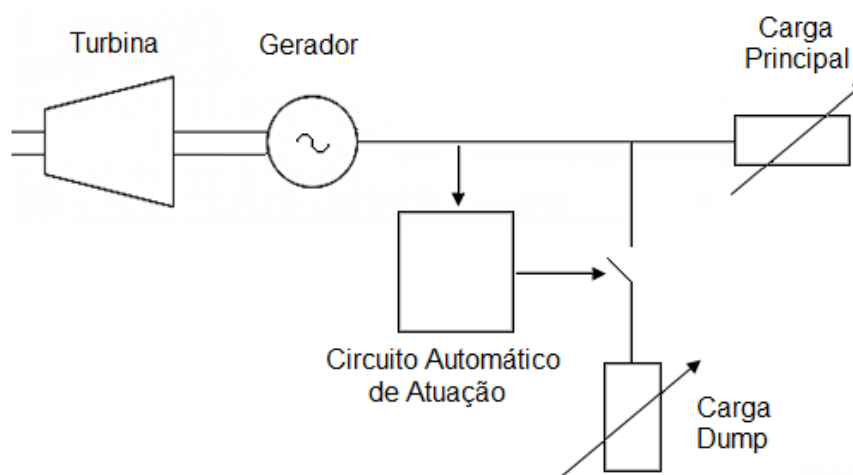 Turbina
Gerador
Carga
Principal
Circuito Automático
de Atuação
Carga
Dump